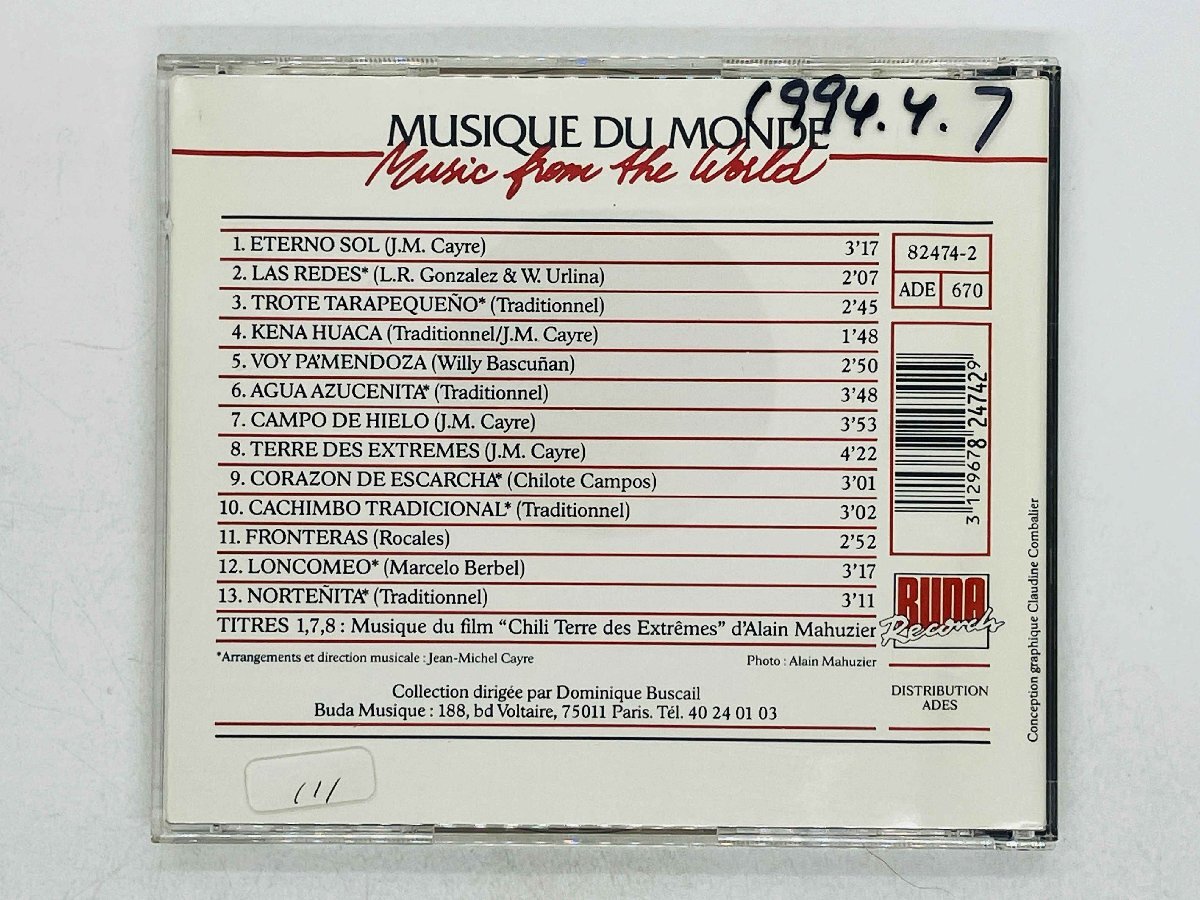 1994.4.7
MUSIQUE DU MONDE
Music from the World
1. ETERNO SOL (J.M. Cayre) 3'17
2. LAS REDES* (L.R. Gonzalez & W. Urlina) 2'07
3. TROTE TARAPEQUEÑO* (Traditionnel) 2'45
4. KENA HUACA (Traditionnel/J.M. Cayre) 1'48
5. VOY PA'MENDOZA (Willy Bascuñan) 2'50
6. AGUA AZUCENITA* (Traditionnel) 3'48
7. CAMPO DE HIELO (J.M. Cayre) 3'53
8. TERRE DES EXTREMES (J.M. Cayre) 4'22
9. CORAZON DE ESCARCHA* (Chilote Campos) 3'01
10. CACHIMBO TRADICIONAL* (Traditionnel) 3'02
11. FRONTERAS (Rocales) 2'52
12. LONCOMEO* (Marcelo Berbel) 3'17
13. NORTEÑITA* (Traditionnel) 3'11
TITRES 1,7,8 : Musique du film "Chili Terre des Extrêmes" d'Alain Mahuzier
*Arrangements et direction musicale : Jean-Michel Cayre Photo : Alain Mahuzier
Collection dirigée par Dominique Buscail
Buda Musique : 188, bd Voltaire, 75011 Paris. Tél. 40 24 01 03
82474-2
ADE 670
3 129678 247429
BUDA
Records
DISTRIBUTION
ADES
Conception graphique Claudine Combalier